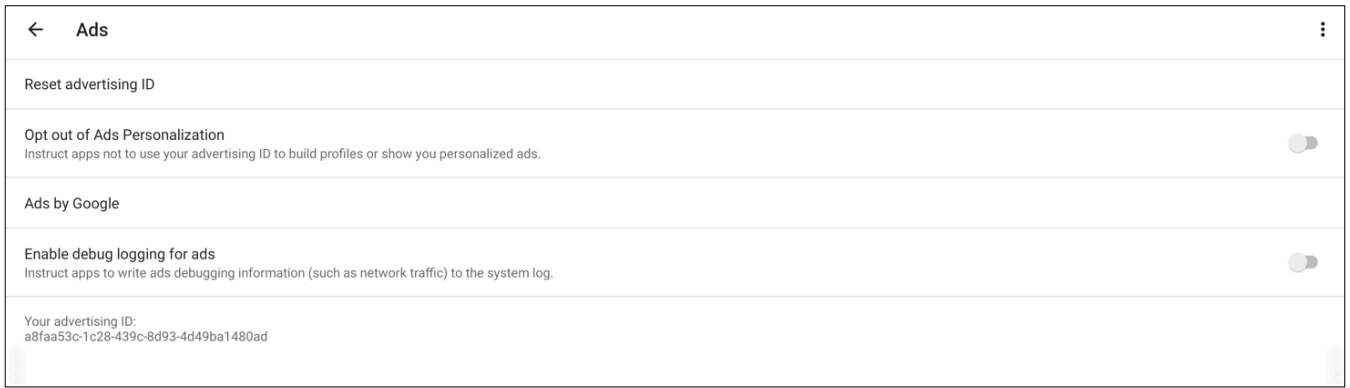 Ads
Reset advertising ID
Opt out of Ads Personalization
Instruct apps not to use your advertising ID to build profiles or show you personalized ads.
Ads by Google
Enable debug logging for ads
Instruct apps to write ads debugging information (such as network traffic) to the system log.
Your advertising ID:
a8faa53c-1c28-439c-8d93-4d49ba1480ad